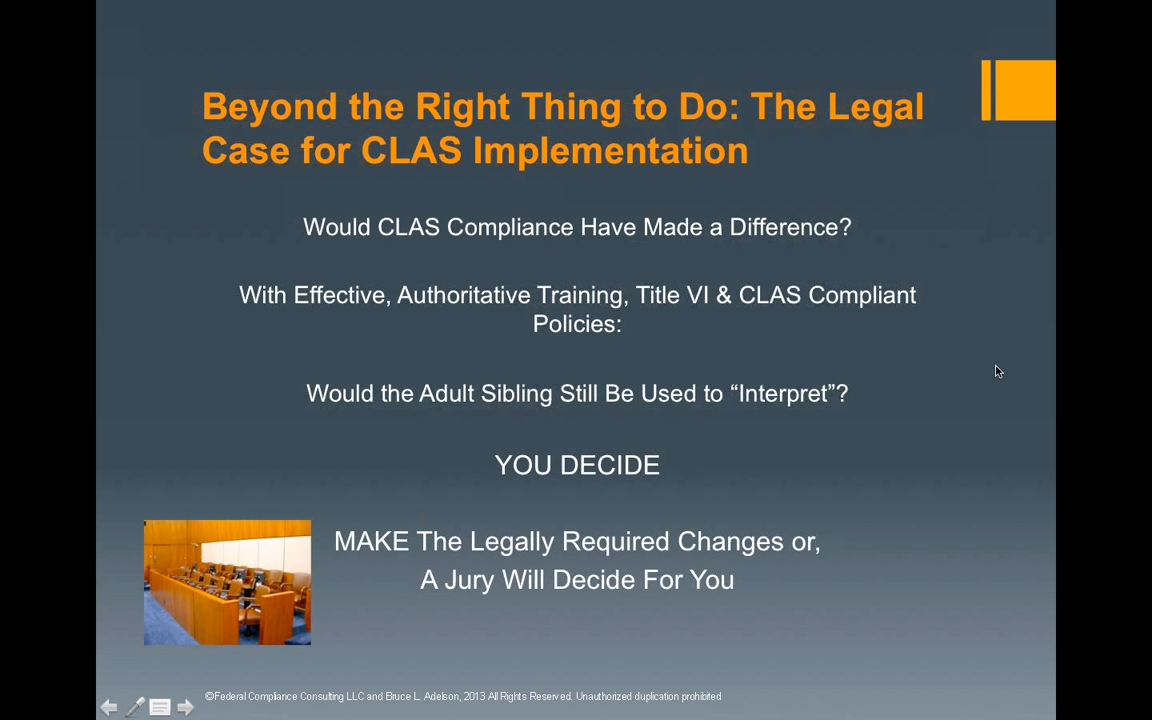 Beyond the Right Thing to Do: The Legal
Case for CLAS Implementation
Would CLAS Compliance Have Made a Difference?
With Effective, Authoritative Training, Title VI & CLAS Compliant
Policies:
Would the Adult Sibling Still Be Used to “Interpret”?
YOU DECIDE
MAKE The Legally Required Changes or,
A Jury Will Decide For You
©Federal Compliance Consulting LLC and Bruce L. Adelson, 2013 All Rights Reserved. Unauthorized duplication prohibited